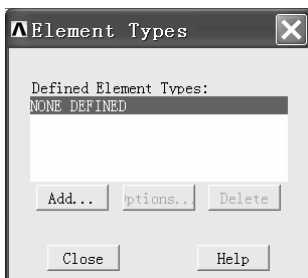 Element Types
Defined Element Types:
NONE DEFINED
Add... ptions... Delete
Close Help